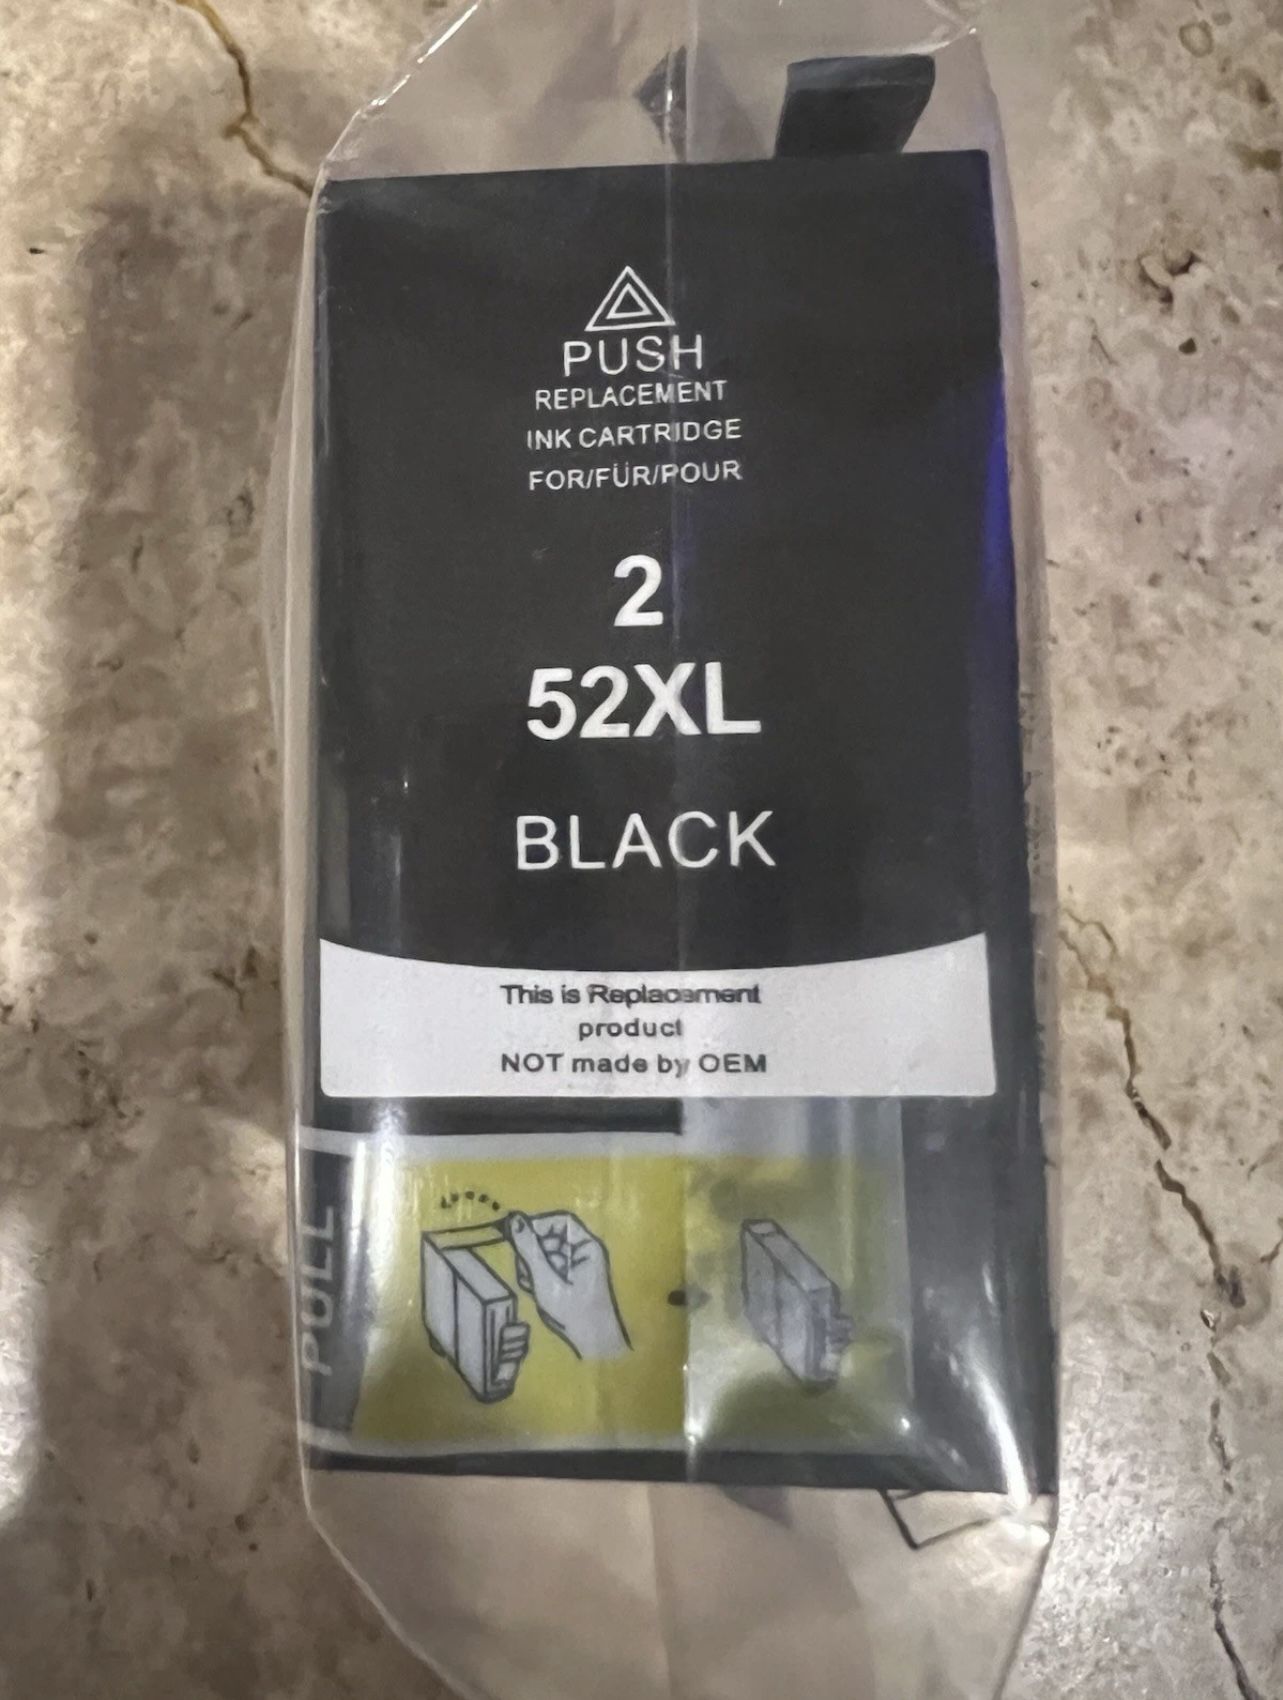 PUSH
REPLACEMENT
INK CARTRIDGE
FOR/FÜR/POUR
2
52XL
BLACK
This is Replacement
product
NOT made by OEM
PULL